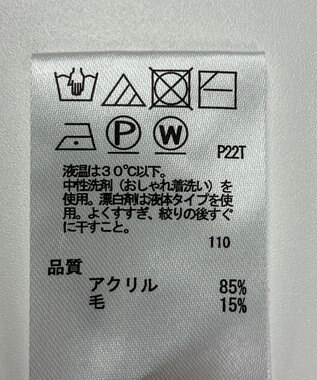 P W P22T
液温は30℃以下。
中性洗剤（おしゃれ着洗い）を
使用。漂白剤は液体タイプを使
用。よくすすぎ、絞りの後すぐ
に干すこと。
110
品質
アクリル 85%
毛 15%